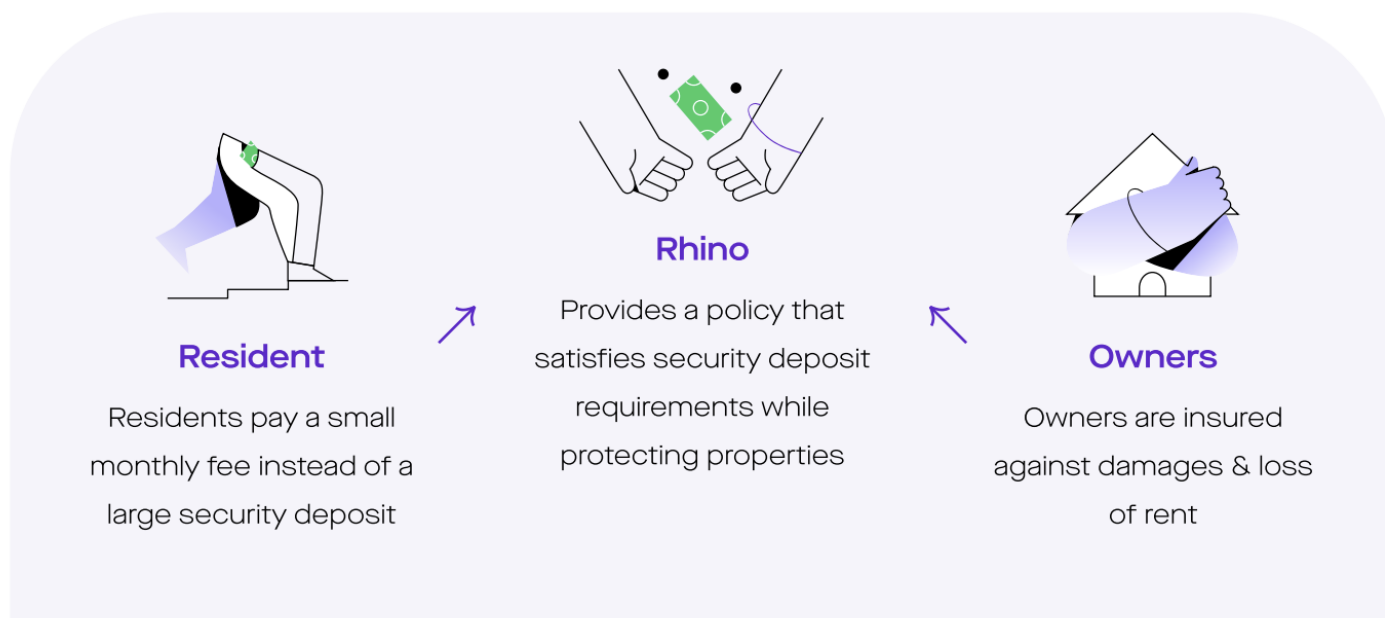 Resident
Residents pay a small
monthly fee instead of a
large security deposit
Rhino
Provides a policy that
satisfies security deposit
requirements while
protecting properties
Owners
Owners are insured
against damages & loss
of rent